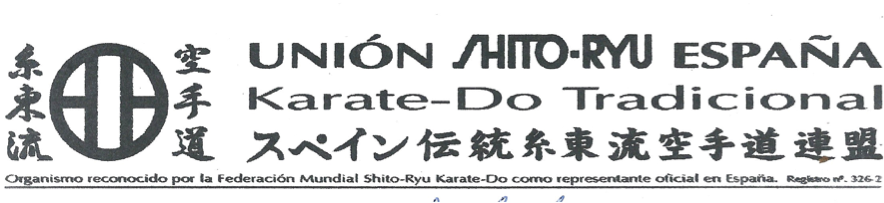 糸東流
空手道
UNIÓN SHITO-RYU ESPAÑA
Karate-Do Tradicional
スペイン伝統糸東流空手道連盟
Organismo reconocido por la Federación Mundial Shito-Ryu Karate-Do como representante oficial en España. Registro nº. 326-2